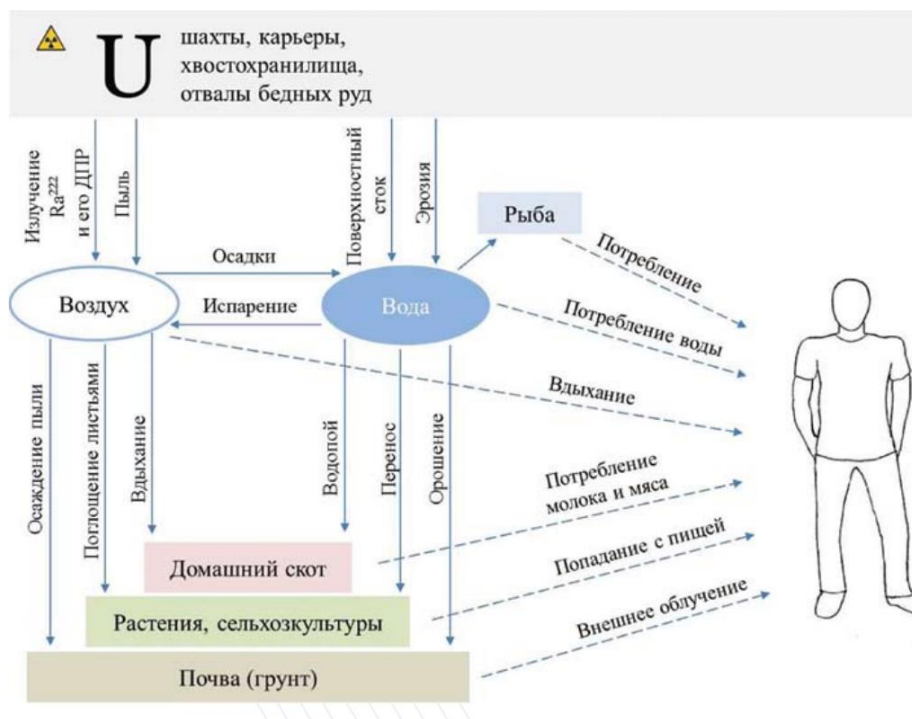 U
шахты, карьеры,
хвостохранилища,
отвалы бедных руд
Излучение
Ra²²²
и его ДПР
Пыль
Поверхностный
сток
Эрозия
Рыба
Потребление
Осадки
Воздух
Испарение
Вода
Потребление воды
Вдыхание
Осаждение пыли
Поглощение листьями
Вдыхание
Водопой
Перенос
Орошение
Потребление
молока и мяса
Домашний скот
Попадание с пищей
Растения, сельхозкультуры
Внешнее облучение
Почва (грунт)